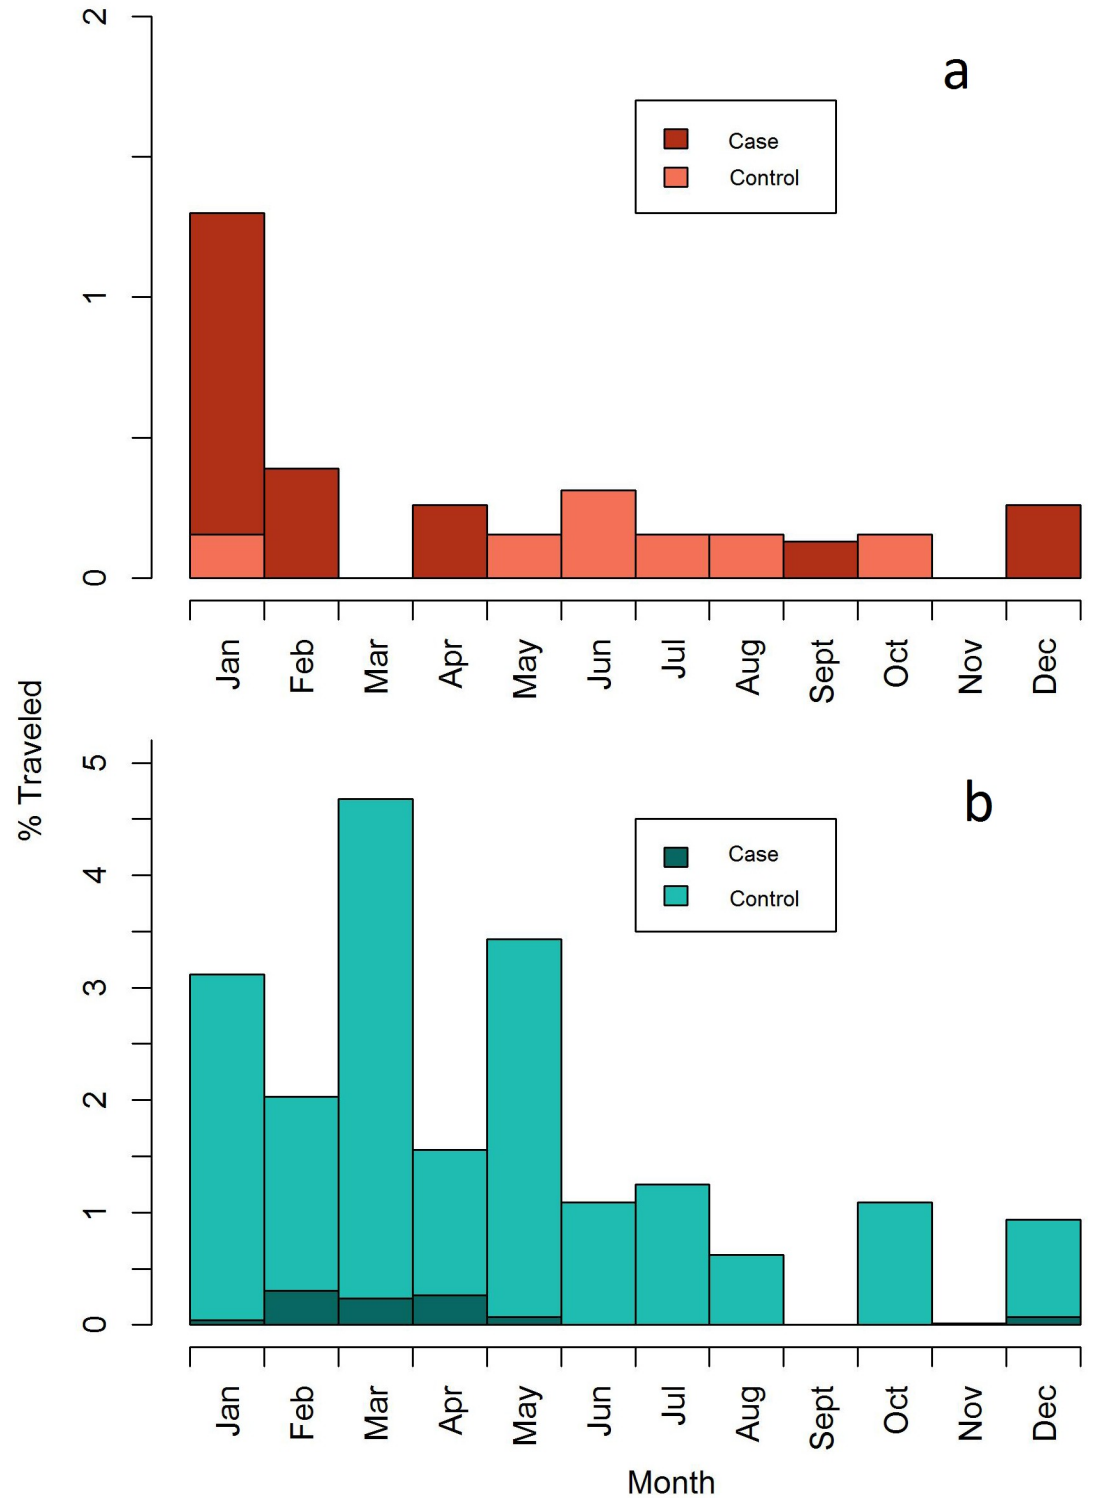 a
2
1
0
Case
Control
Jan
Feb
Mar
Apr
May
Jun
Jul
Aug
Sept
Oct
Nov
Dec
% Traveled
b
5
4
3
2
1
0
Case
Control
Jan
Feb
Mar
Apr
May
Jun
Jul
Aug
Sept
Oct
Nov
Dec
Month